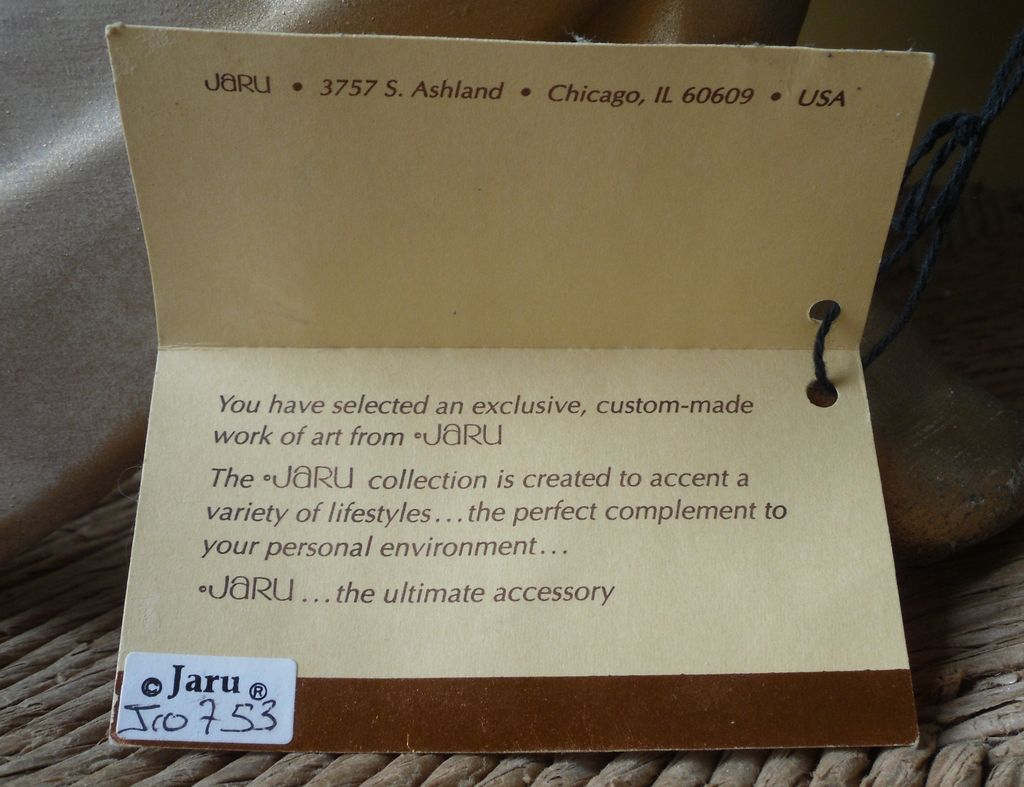 JaRU • 3757 S. Ashland • Chicago, IL 60609 • USA
You have selected an exclusive, custom-made
work of art from •JaRU
The •JaRU collection is created to accent a
variety of lifestyles...the perfect complement to
your personal environment...
•JaRU ...the ultimate accessory
© Jaru ®
Jro753